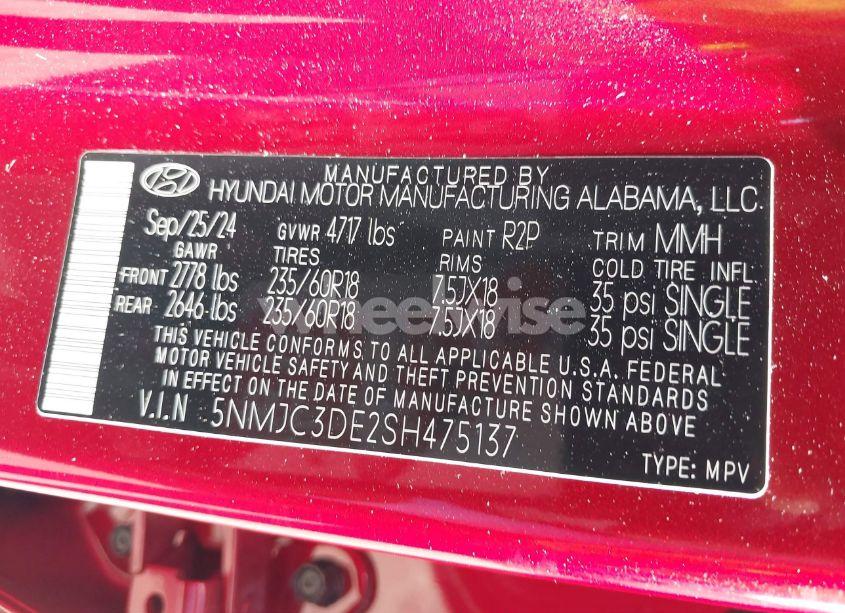 MANUFACTURED BY
HYUNDAI MOTOR MANUFACTURING ALABAMA, LLC.
Sep/25/24 GVWR 4717 lbs PAINT R2P TRIM MMH
GAWR TIRES RIMS COLD TIRE INFL
FRONT 2778 lbs 235/60R18 7.5JX18 35 psi SINGLE
REAR 2646 lbs 235/60R18 7.5JX18 35 psi SINGLE
wheelwise
THIS VEHICLE CONFORMS TO ALL APPLICABLE U.S.A. FEDERAL
MOTOR VEHICLE SAFETY AND THEFT PREVENTION STANDARDS
IN EFFECT ON THE DATE OF MANUFACTURE SHOWN ABOVE
V.I.N 5NMJC3DE2SH475137
TYPE: MPV